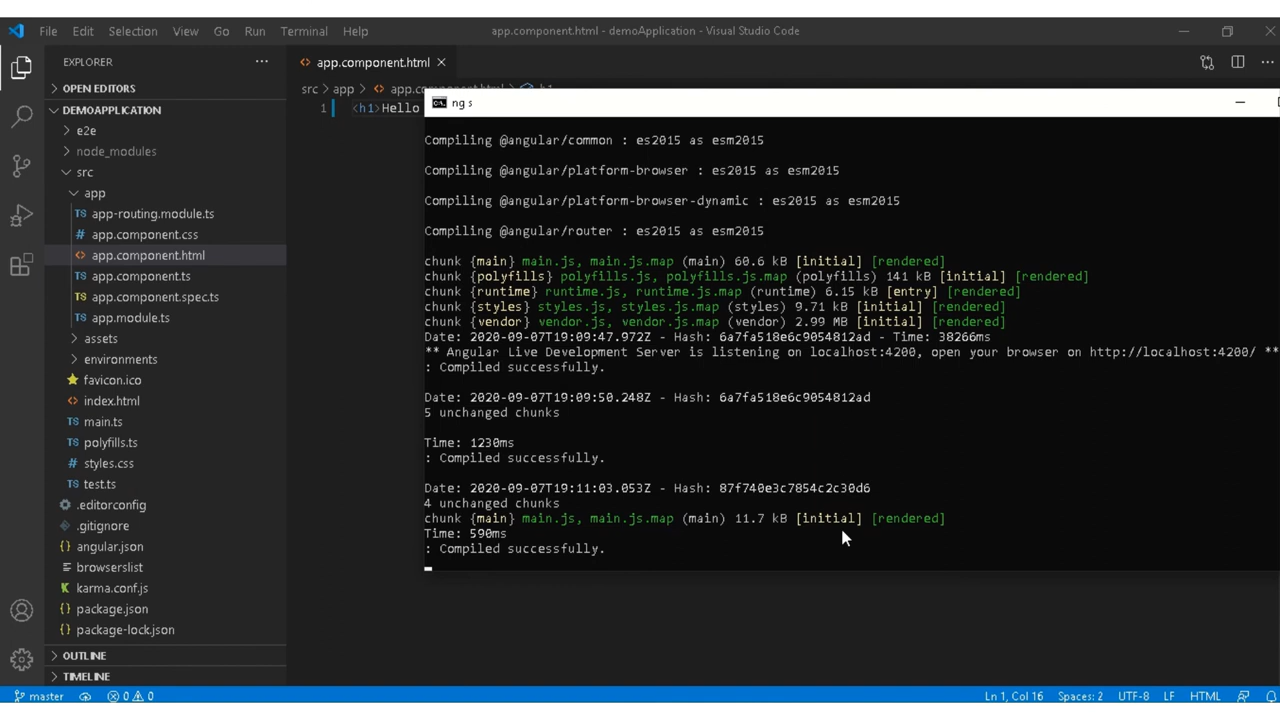 File Edit Selection View Go Run Terminal Help
app.component.html - demoApplication - Visual Studio Code
EXPLORER
OPEN EDITORS
DEMOAPPLICATION
e2e
node_modules
src
app
app-routing.module.ts
app.component.css
app.component.html
app.component.ts
app.component.spec.ts
app.module.ts
assets
environments
favicon.ico
index.html
main.ts
polyfills.ts
styles.css
test.ts
.editorconfig
.gitignore
angular.json
browserslist
karma.conf.js
package.json
package-lock.json
OUTLINE
TIMELINE
app.component.html
src > app > app.component.html > h1
1 <h1>Hello
ng s
Compiling @angular/common : es2015 as esm2015
Compiling @angular/platform-browser : es2015 as esm2015
Compiling @angular/platform-browser-dynamic : es2015 as esm2015
Compiling @angular/router : es2015 as esm2015
chunk {main} main.js, main.js.map (main) 60.6 kB [initial] [rendered]
chunk {polyfills} polyfills.js, polyfills.js.map (polyfills) 141 kB [initial] [rendered]
chunk {runtime} runtime.js, runtime.js.map (runtime) 6.15 kB [entry] [rendered]
chunk {styles} styles.js, styles.js.map (styles) 9.71 kB [initial] [rendered]
chunk {vendor} vendor.js, vendor.js.map (vendor) 2.99 MB [initial] [rendered]
Date: 2020-09-07T19:09:47.972Z - Hash: 6a7fa518e6c9054812ad - Time: 38266ms
** Angular Live Development Server is listening on localhost:4200, open your browser on http://localhost:4200/ **
: Compiled successfully.
Date: 2020-09-07T19:09:50.248Z - Hash: 6a7fa518e6c9054812ad
5 unchanged chunks
Time: 1230ms
: Compiled successfully.
Date: 2020-09-07T19:11:03.053Z - Hash: 87f740e3c7854c2c30d6
4 unchanged chunks
chunk {main} main.js, main.js.map (main) 11.7 kB [initial] [rendered]
Time: 590ms
: Compiled successfully.
master 0 0 Ln 1, Col 16 Spaces: 2 UTF-8 LF HTML